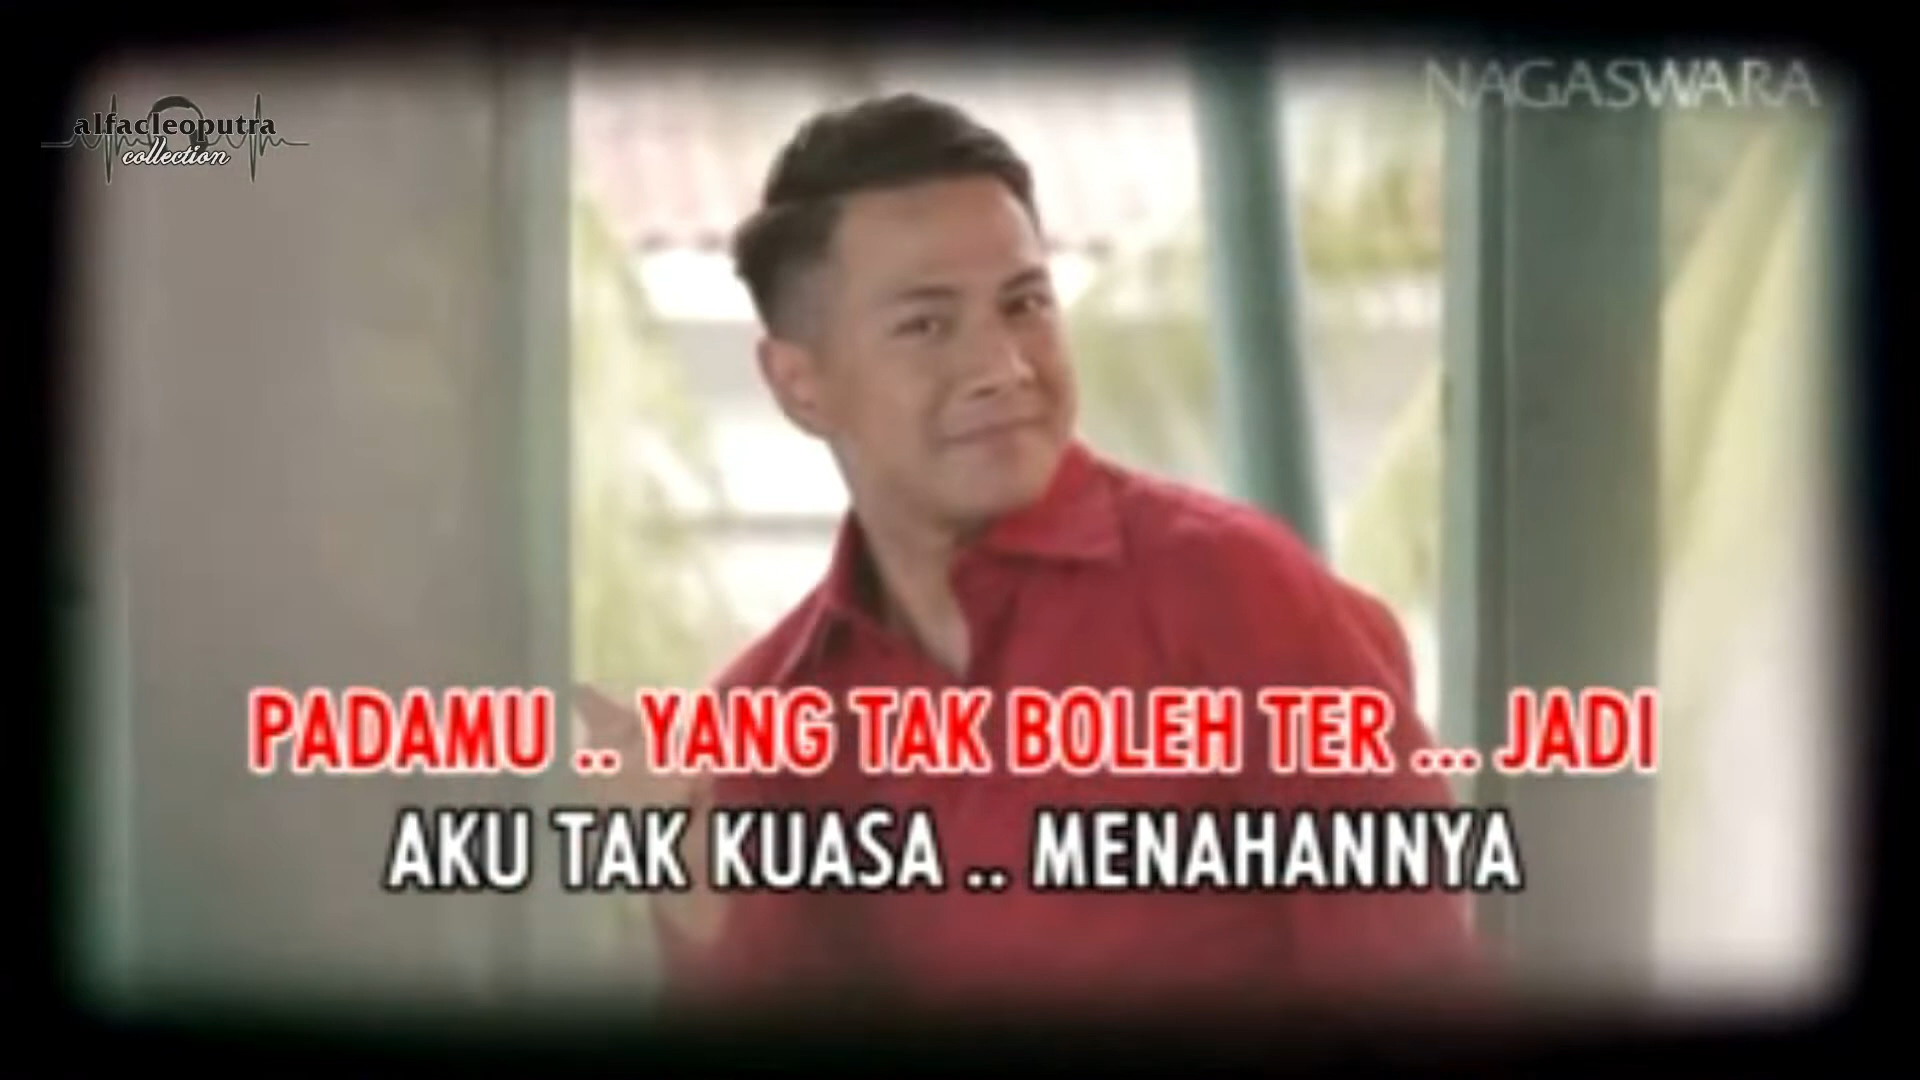 NAGASWARA
alfacleoputra
collection
PADAMU .. YANG TAK BOLEH TER ... JADI
AKU TAK KUASA .. MENAHANNYA